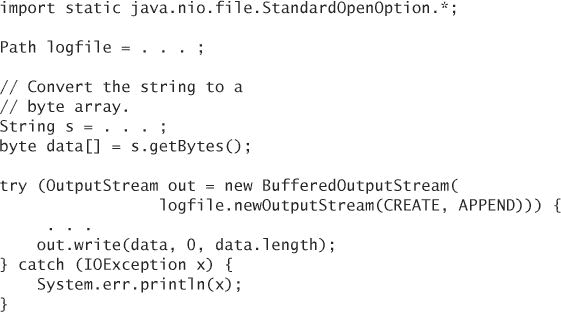 import static java.nio.file.StandardOpenOption.*;
Path logfile = . . . ;
// Convert the string to a
// byte array.
String s = . . . ;
byte data[] = s.getBytes();
try (OutputStream out = new BufferedOutputStream(
logfile.newOutputStream(CREATE, APPEND))) {
. . .
out.write(data, 0, data.length);
} catch (IOException x) {
System.err.println(x);
}